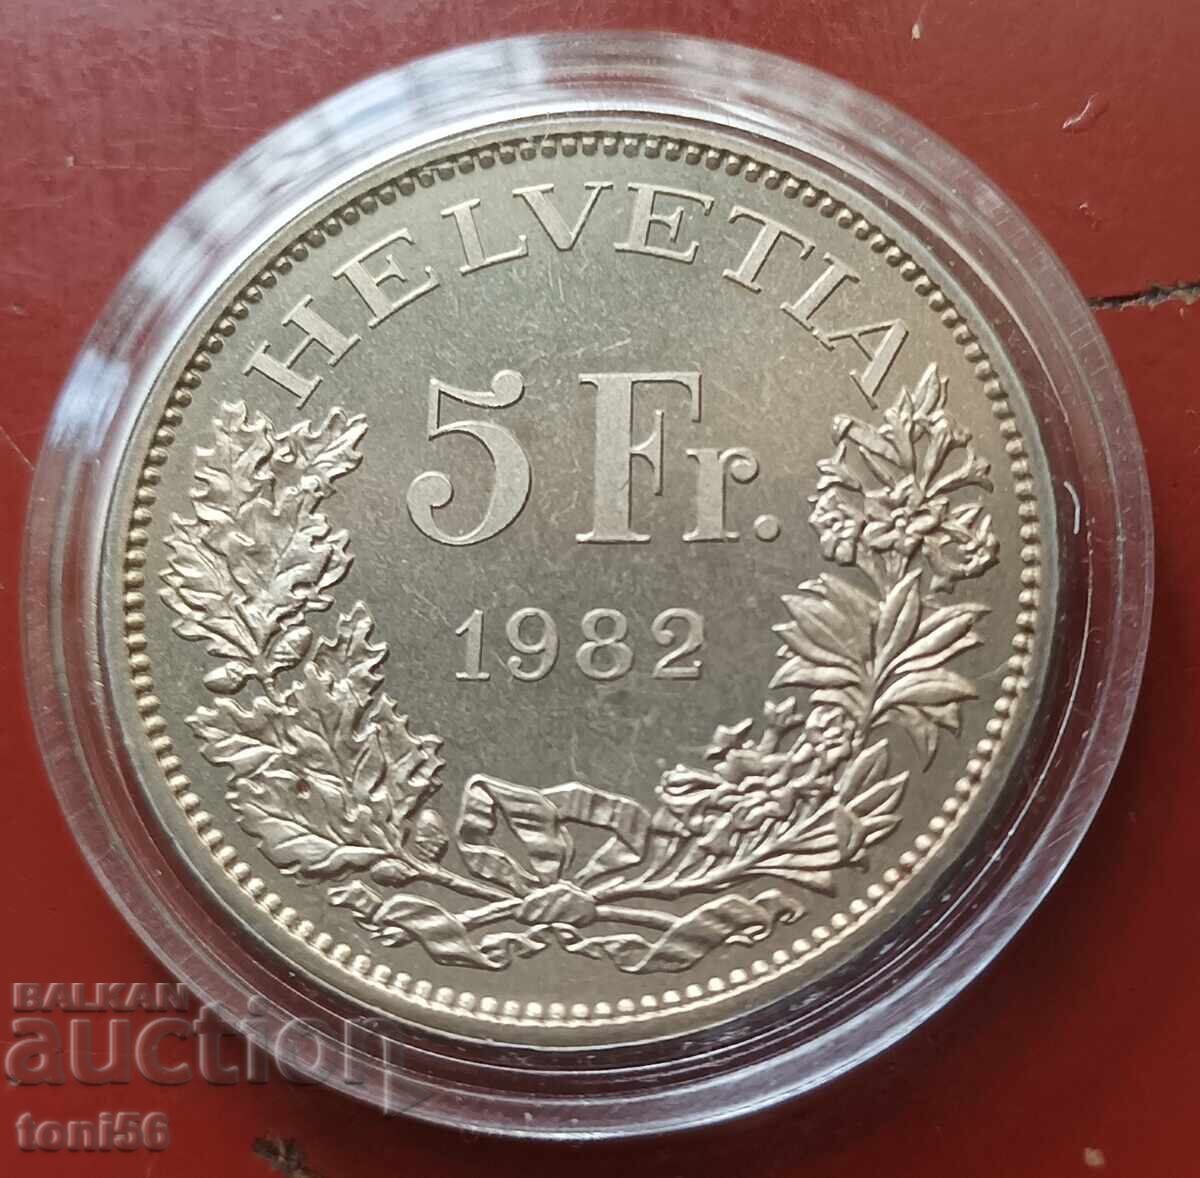 HELVETIA
5 Fr.
1982
BALKAN
auction
toni56